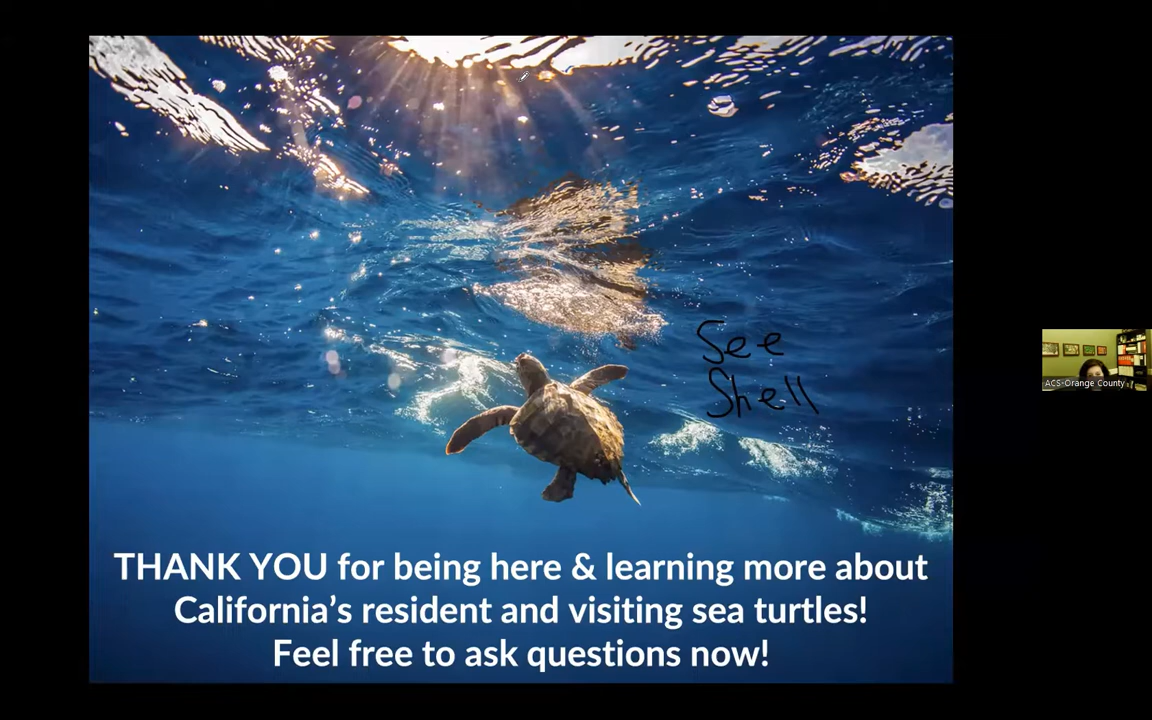 See
Shell
THANK YOU for being here & learning more about
California's resident and visiting sea turtles!
Feel free to ask questions now!
ACS-Orange County